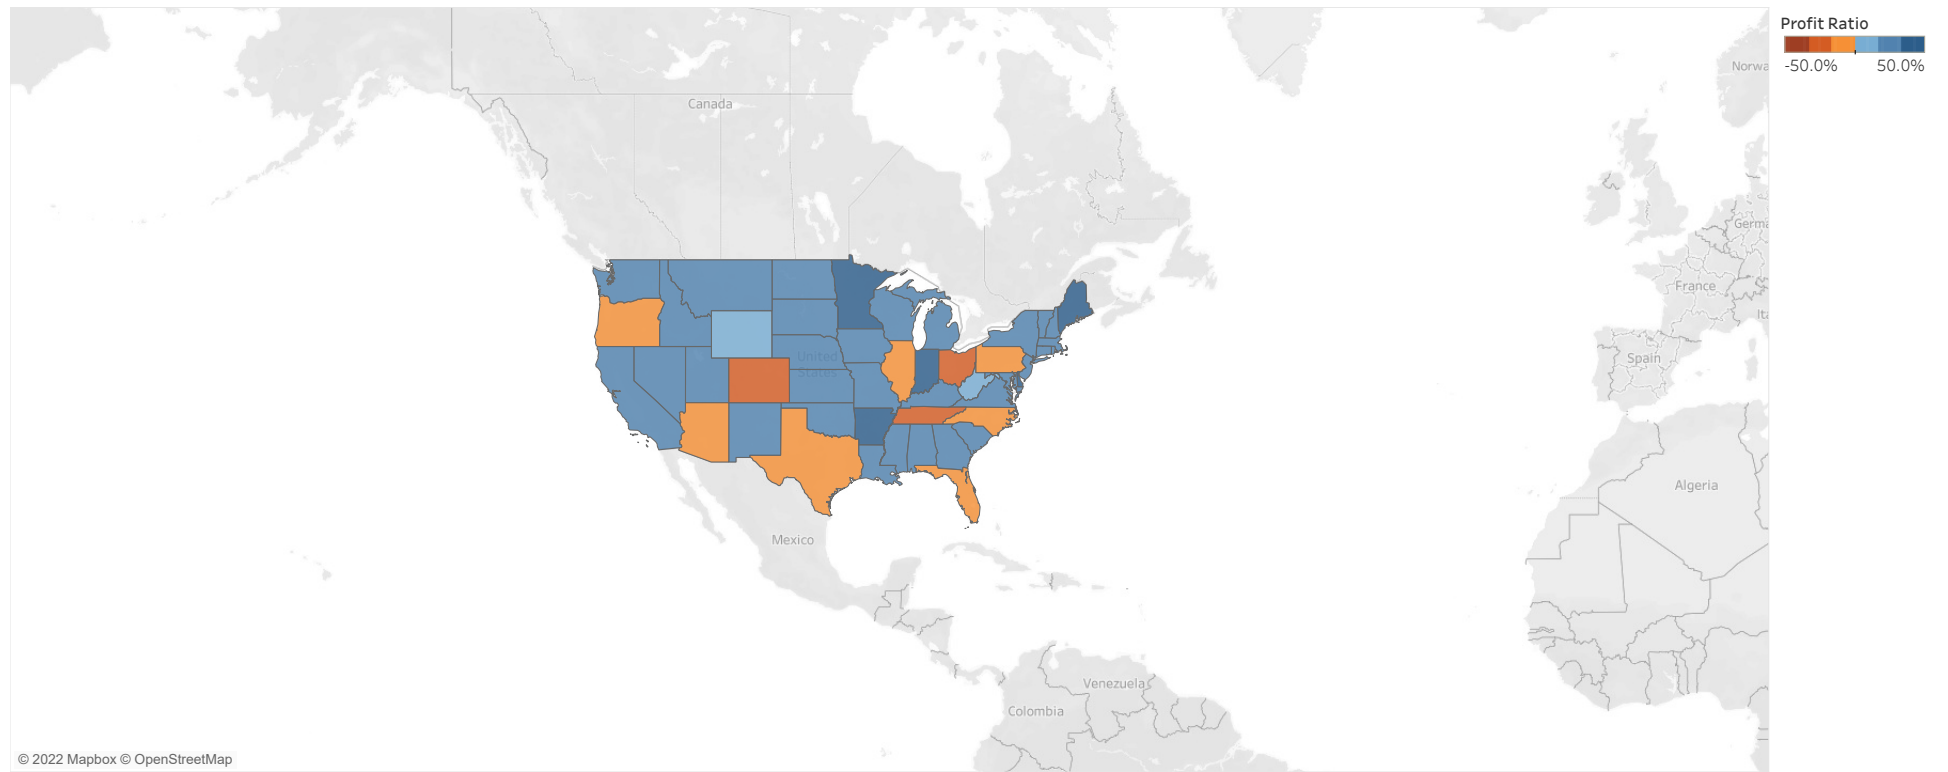 Profit Ratio
-50.0% 50.0%
Norwa
Canada
Germa
France
Ita
United
States
Spain
Algeria
Mexico
Venezuela
Colombia
© 2022 Mapbox © OpenStreetMap